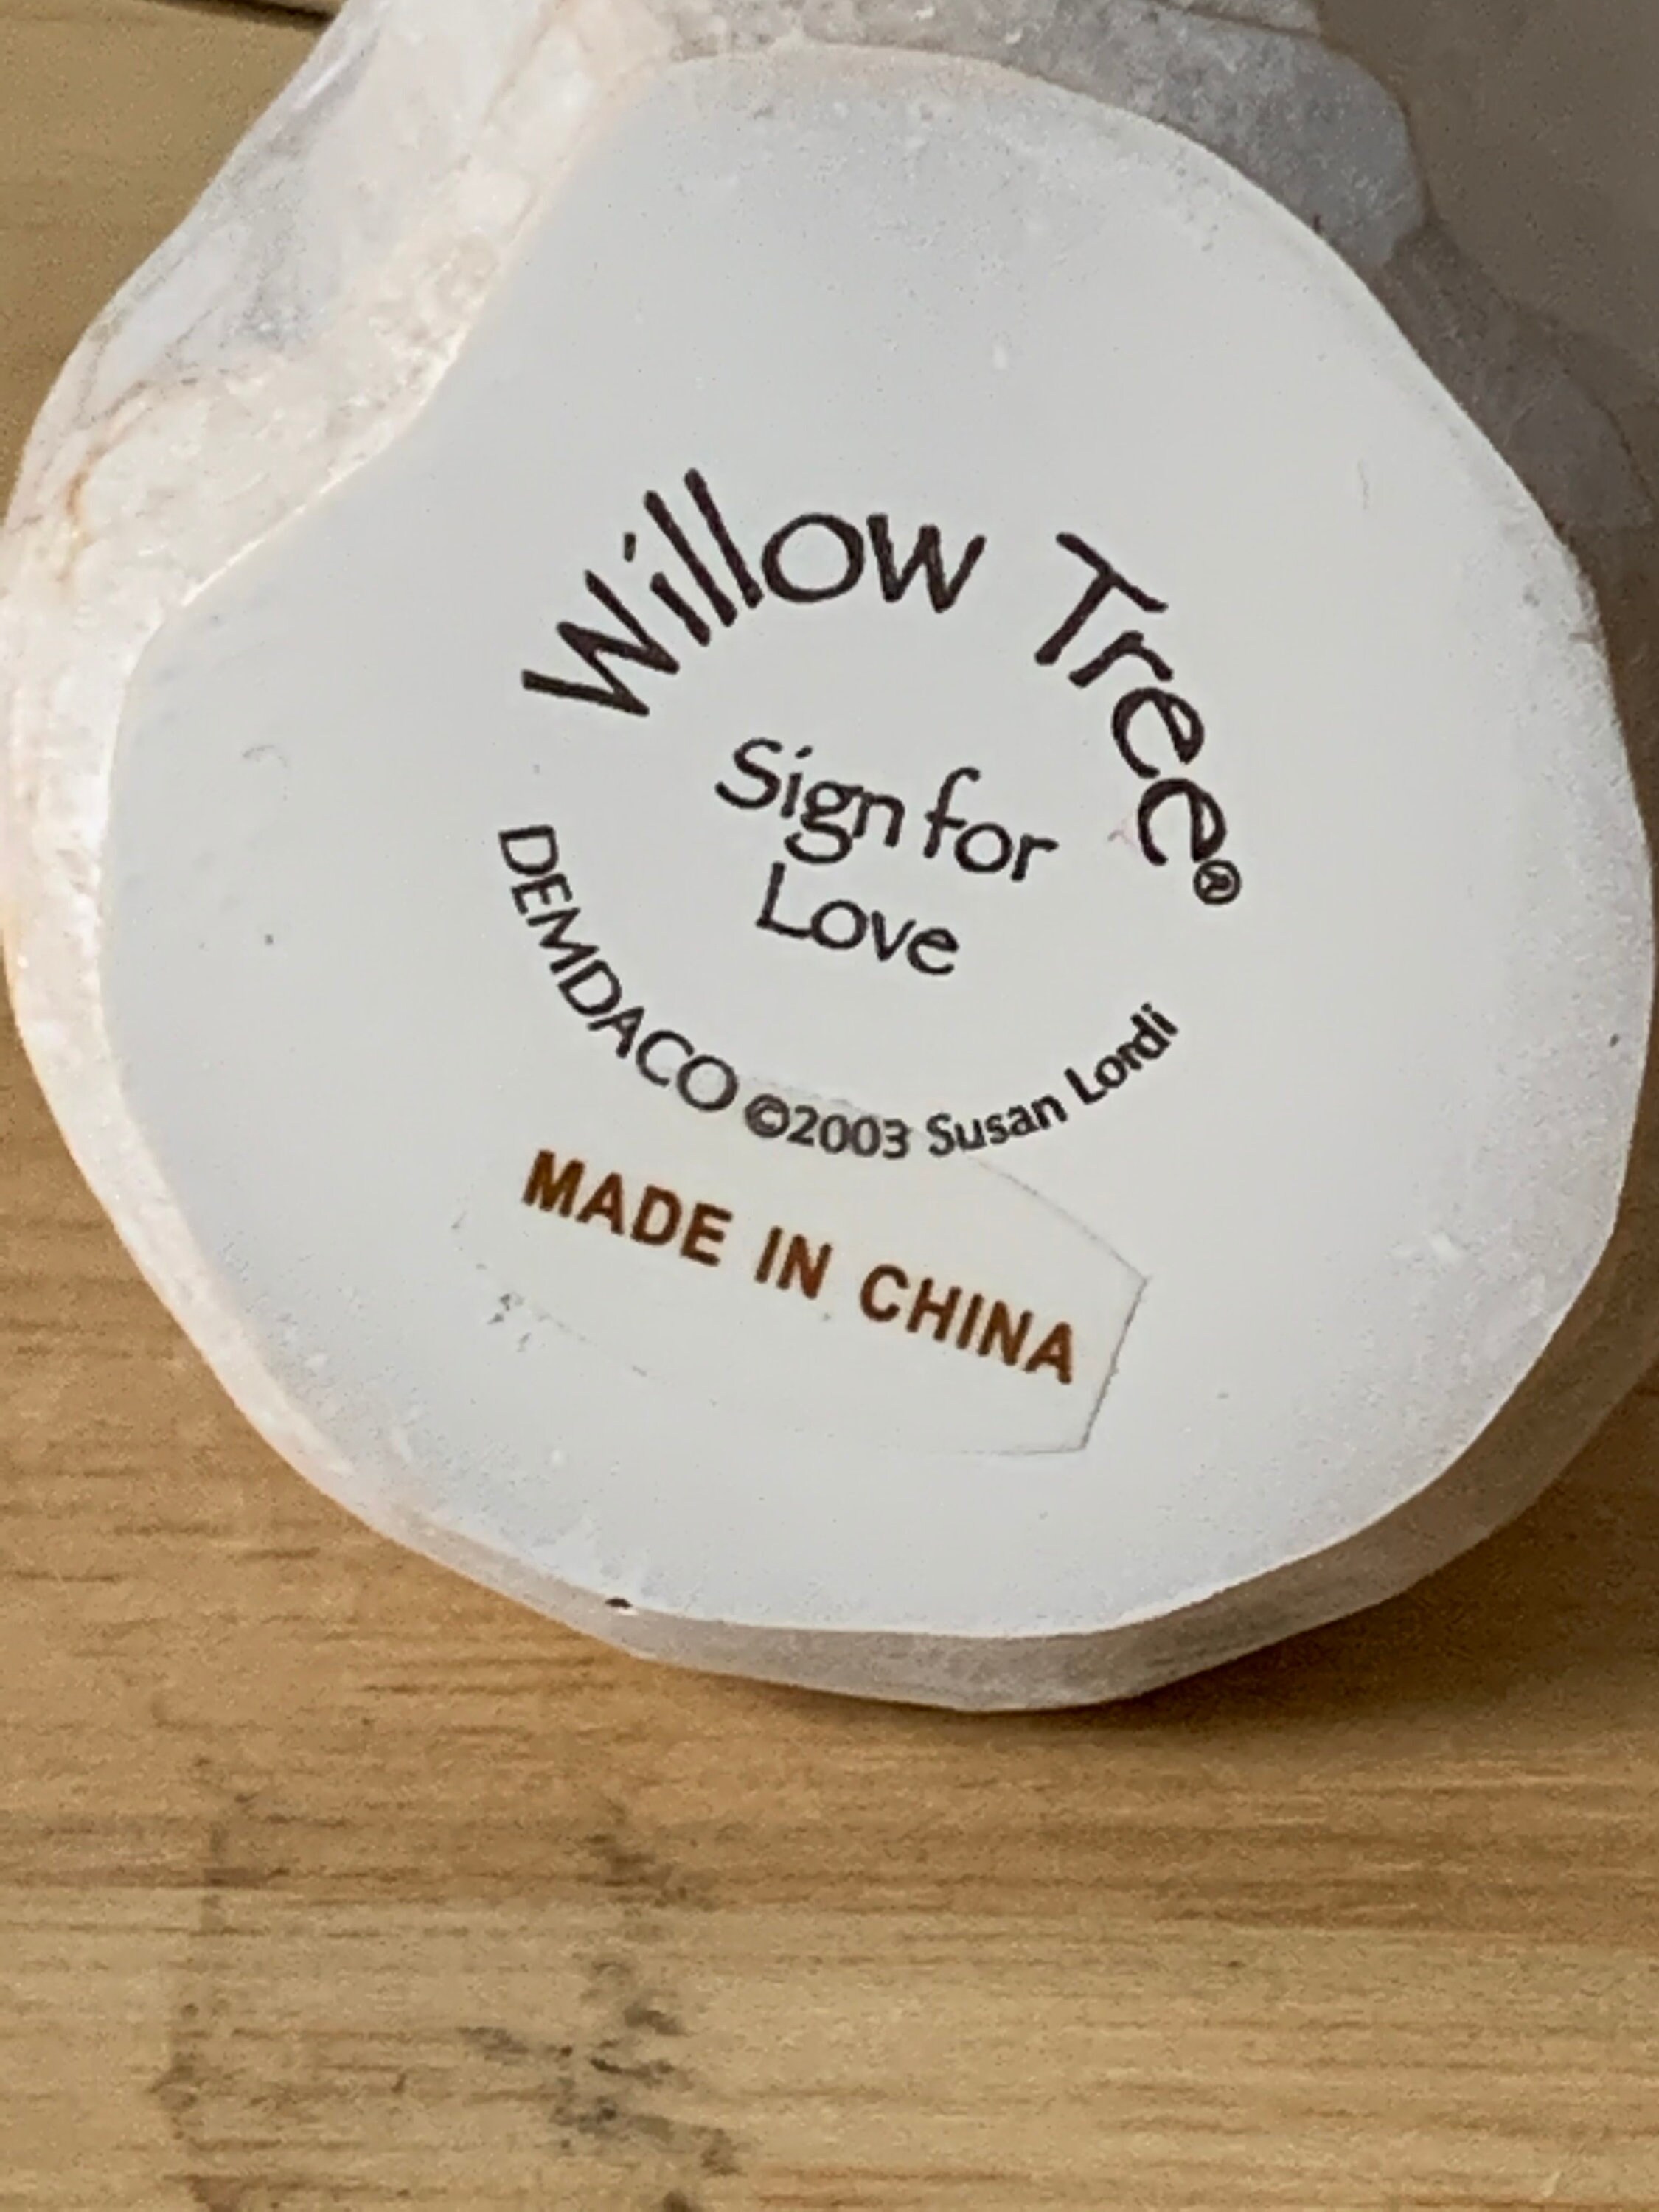 Willow Tree®
Sign for
Love
DEMDACO ©2003 Susan Lordi
MADE IN CHINA